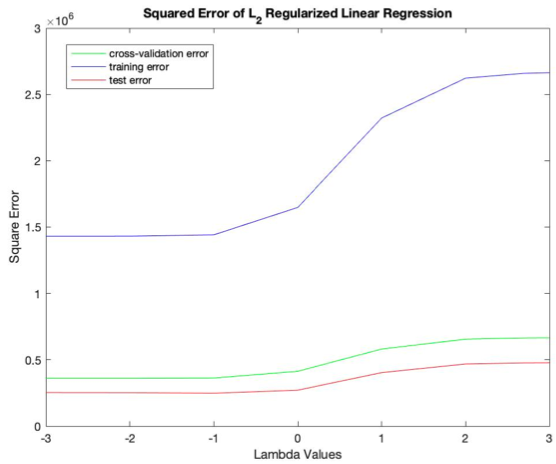 Squared Error of L2 Regularized Linear Regression
×10^6
cross-validation error
training error
test error
Square Error
3
2.5
2
1.5
1
0.5
0
-3
-2
-1
0
1
2
3
Lambda Values